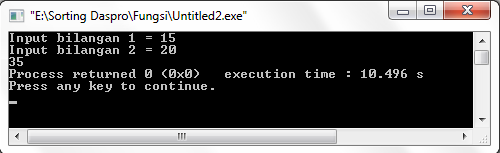 "E:\Sorting Daspro\Fungsi\Untitled2.exe"
Input bilangan 1 = 15
Input bilangan 2 = 20
35
Process returned 0 (0x0)   execution time : 10.496 s
Press any key to continue.